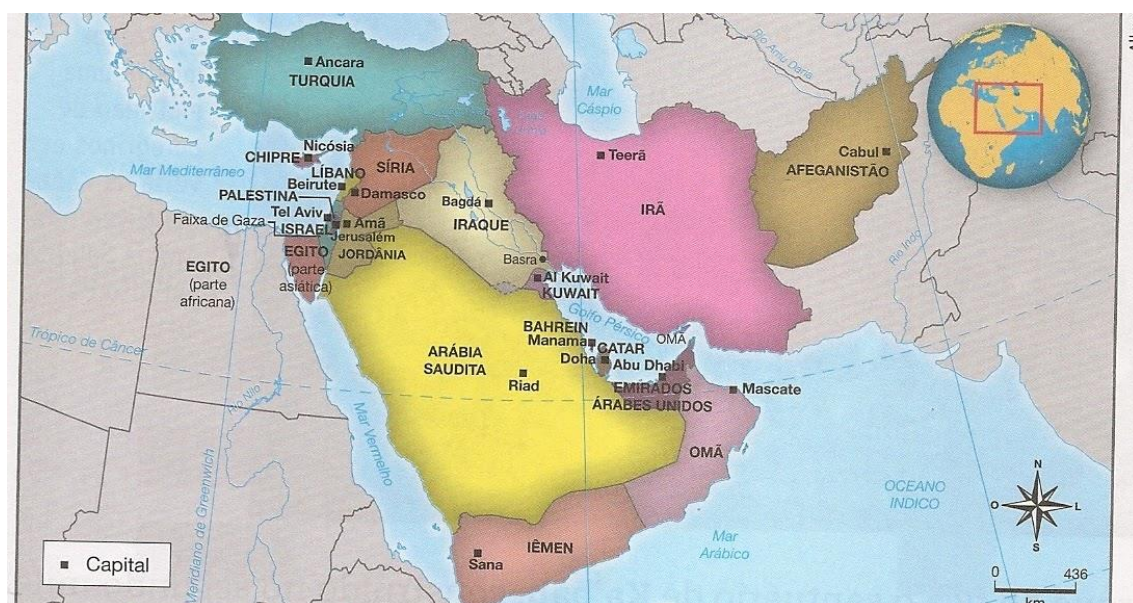 Ancara
TURQUIA
Mar
Cáspio
Rio Amu Daria
Nicósia
CHIPRE
Mar Mediterrâneo
LÍBANO
Beirute
SÍRIA
Damasco
PALESTINA
Tel Aviv
Faixa de Gaza
ISRAEL
Amã
Jerusalém
JORDÂNIA
Bagdá
IRAQUE
Basra
Teerã
IRÃ
Cabul
AFEGANISTÃO
Rio Indo
EGITO
(parte
africana)
EGITO
(parte
asiática)
Al Kuwait
KUWAIT
Golfo Pérsico
BAHREIN
Manama
CATAR
Doha
Abu Dhabi
OMÃ
EMIRADOS
ÁRABES UNIDOS
Mascate
Trópico de Câncer
ARÁBIA
SAUDITA
Riad
Rio Nilo
Mar Vermelho
Meridiano de Greenwich
OMÃ
OCEANO
INDICO
IÊMEN
Sana
Mar
Arábico
N
O
L
S
Capital
0
436
km